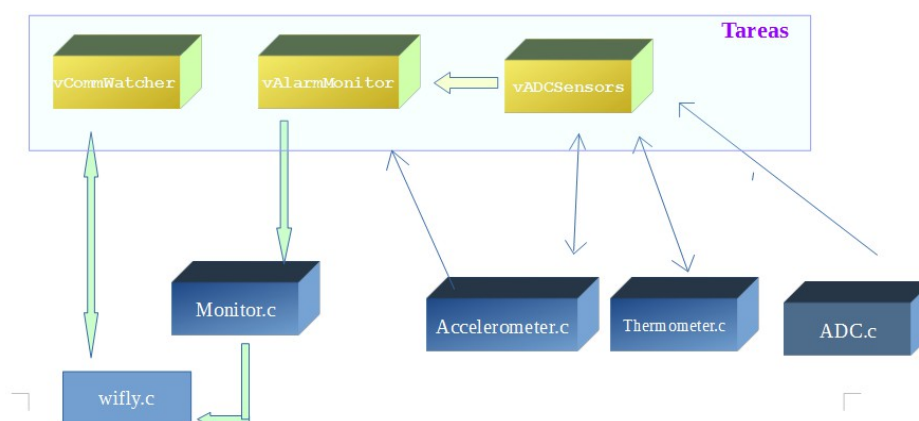 Tareas
vCommWatcher
vAlarmMonitor
vADCSensors
Monitor.c
Accelerometer.c
Thermometer.c
ADC.c
wifly.c